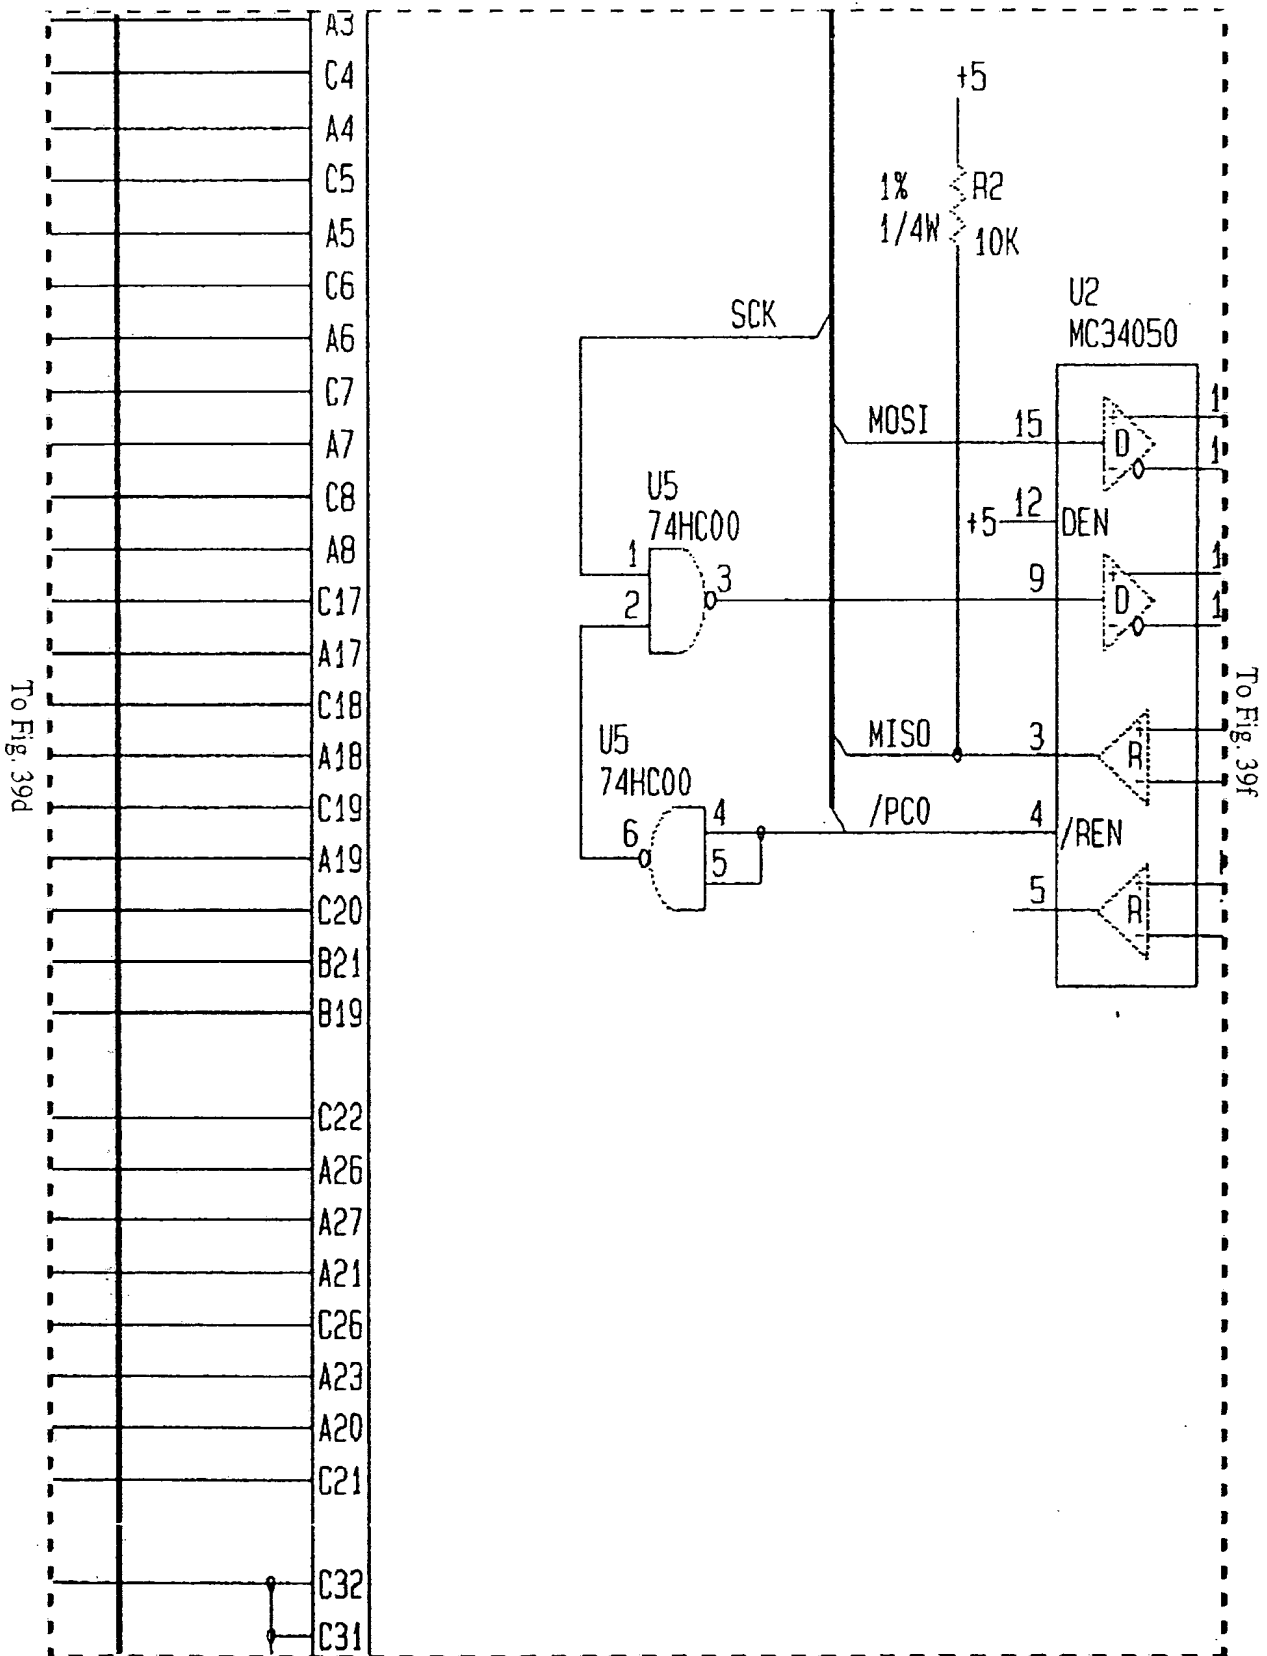 A3
C4
A4
C5
A5
C6
A6
C7
A7
C8
A8
C17
A17
C18
A18
C19
A19
C20
B21
B19
C22
A26
A27
A21
C26
A23
A20
C21
C32
C31
To Fig. 39d
+5
1% R2
1/4W 10K
SCK
U2
MC34050
MOSI 15 D 1
1
+5 12 DEN
U5
74HC00
1
2
3
9 D 1
1
MISO 3 R
U5
74HC00
6
4
5
/PC0 4 /REN
5 R
To Fig. 39f